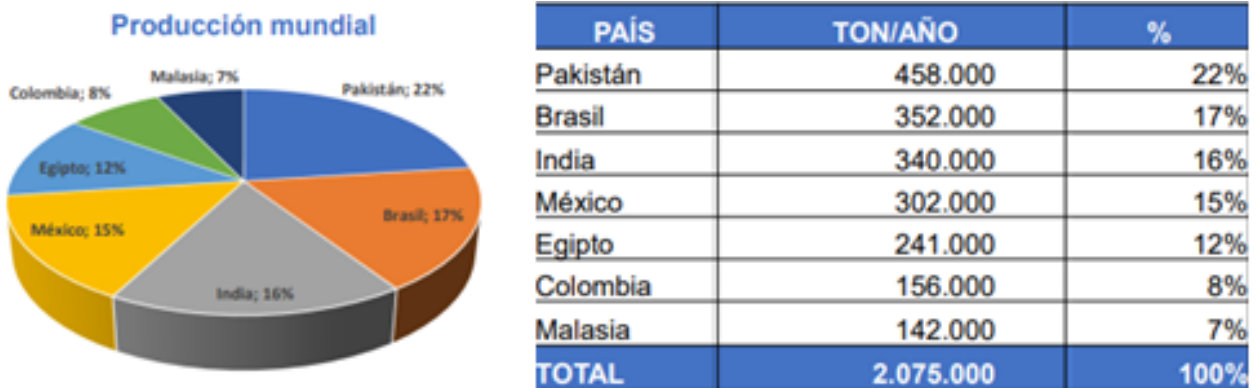 Producción mundial
Malasia; 7%
Colombia; 8%
Pakistán; 22%
Egipto; 12%
Brasil; 17%
México; 15%
India; 16%
PAÍS TON/AÑO %
Pakistán 458.000 22%
Brasil 352.000 17%
India 340.000 16%
México 302.000 15%
Egipto 241.000 12%
Colombia 156.000 8%
Malasia 142.000 7%
TOTAL 2.075.000 100%